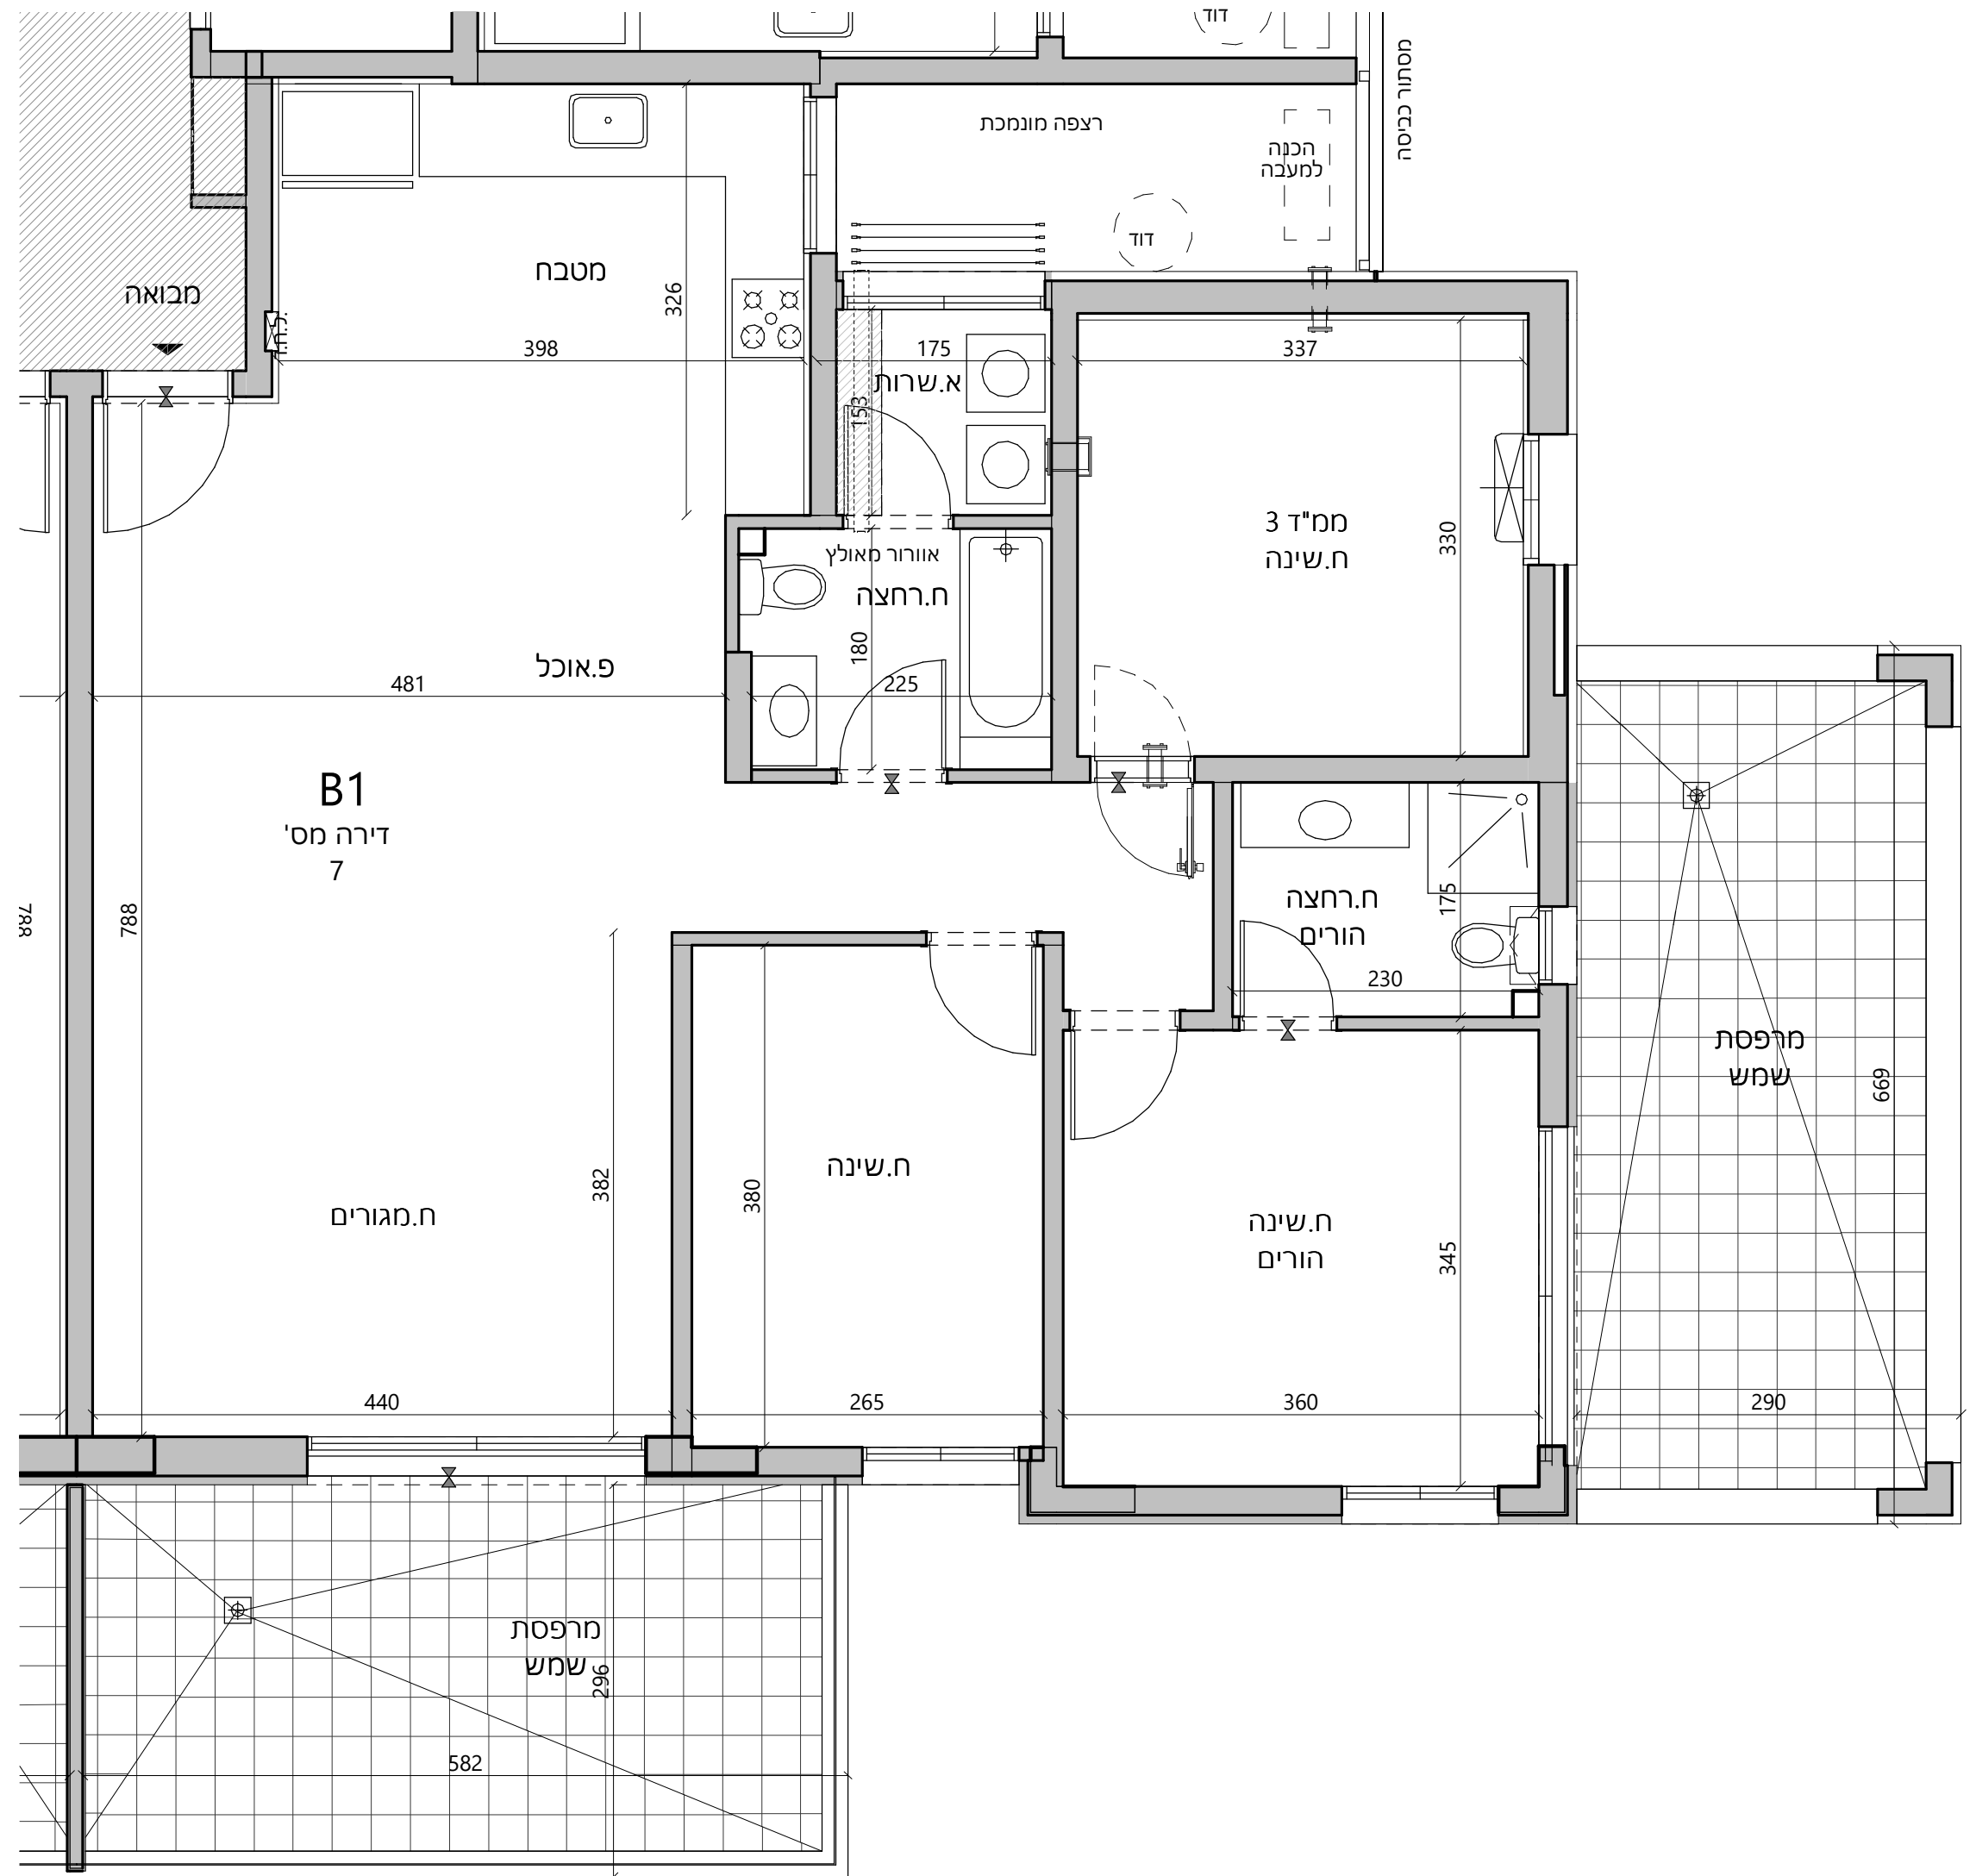 דוד
מסתור כביסה
רצפה מונמכת
הכנה
למעבה
דוד
מבואה
מטבח
326
398
175
337
א.שרות
153
ממ"ד 3
ח.שינה
330
אוורור מאולץ
ח.רחצה
180
225
פ.אוכל
481
B1
דירה מס'
7
788
788
ח.רחצה
הורים
175
230
מרפסת
שמש
669
ח.שינה
380
382
ח.מגורים
ח.שינה
הורים
345
440
265
360
290
מרפסת
שמש
296
582